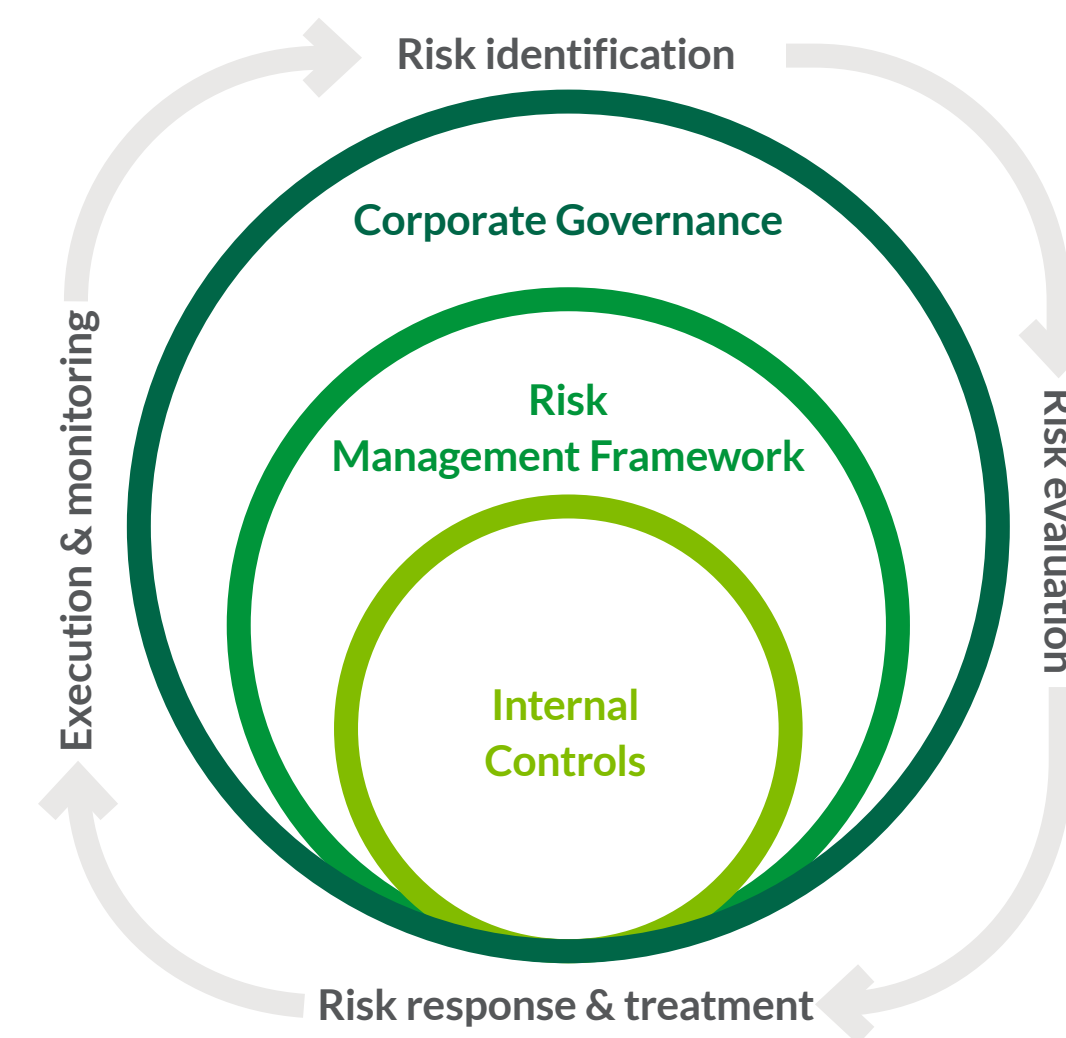 Risk identification
Corporate Governance
Risk
Management Framework
Internal
Controls
Risk evaluation
Risk response & treatment
Execution & monitoring